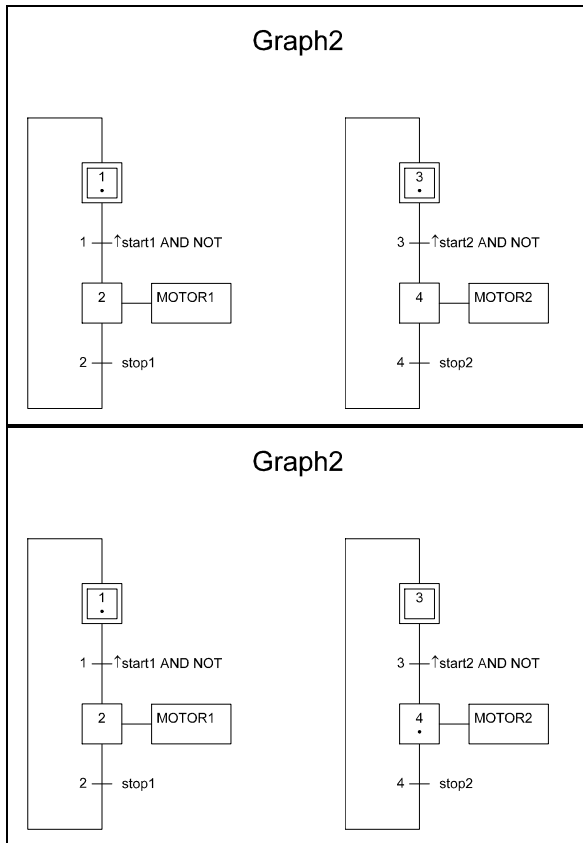 Graph2
1 3
1 ↑start1 AND NOT 3 ↑start2 AND NOT
2 MOTOR1 4 MOTOR2
2 stop1 4 stop2
Graph2
1 3
1 ↑start1 AND NOT 3 ↑start2 AND NOT
2 MOTOR1 4 MOTOR2
2 stop1 4 stop2